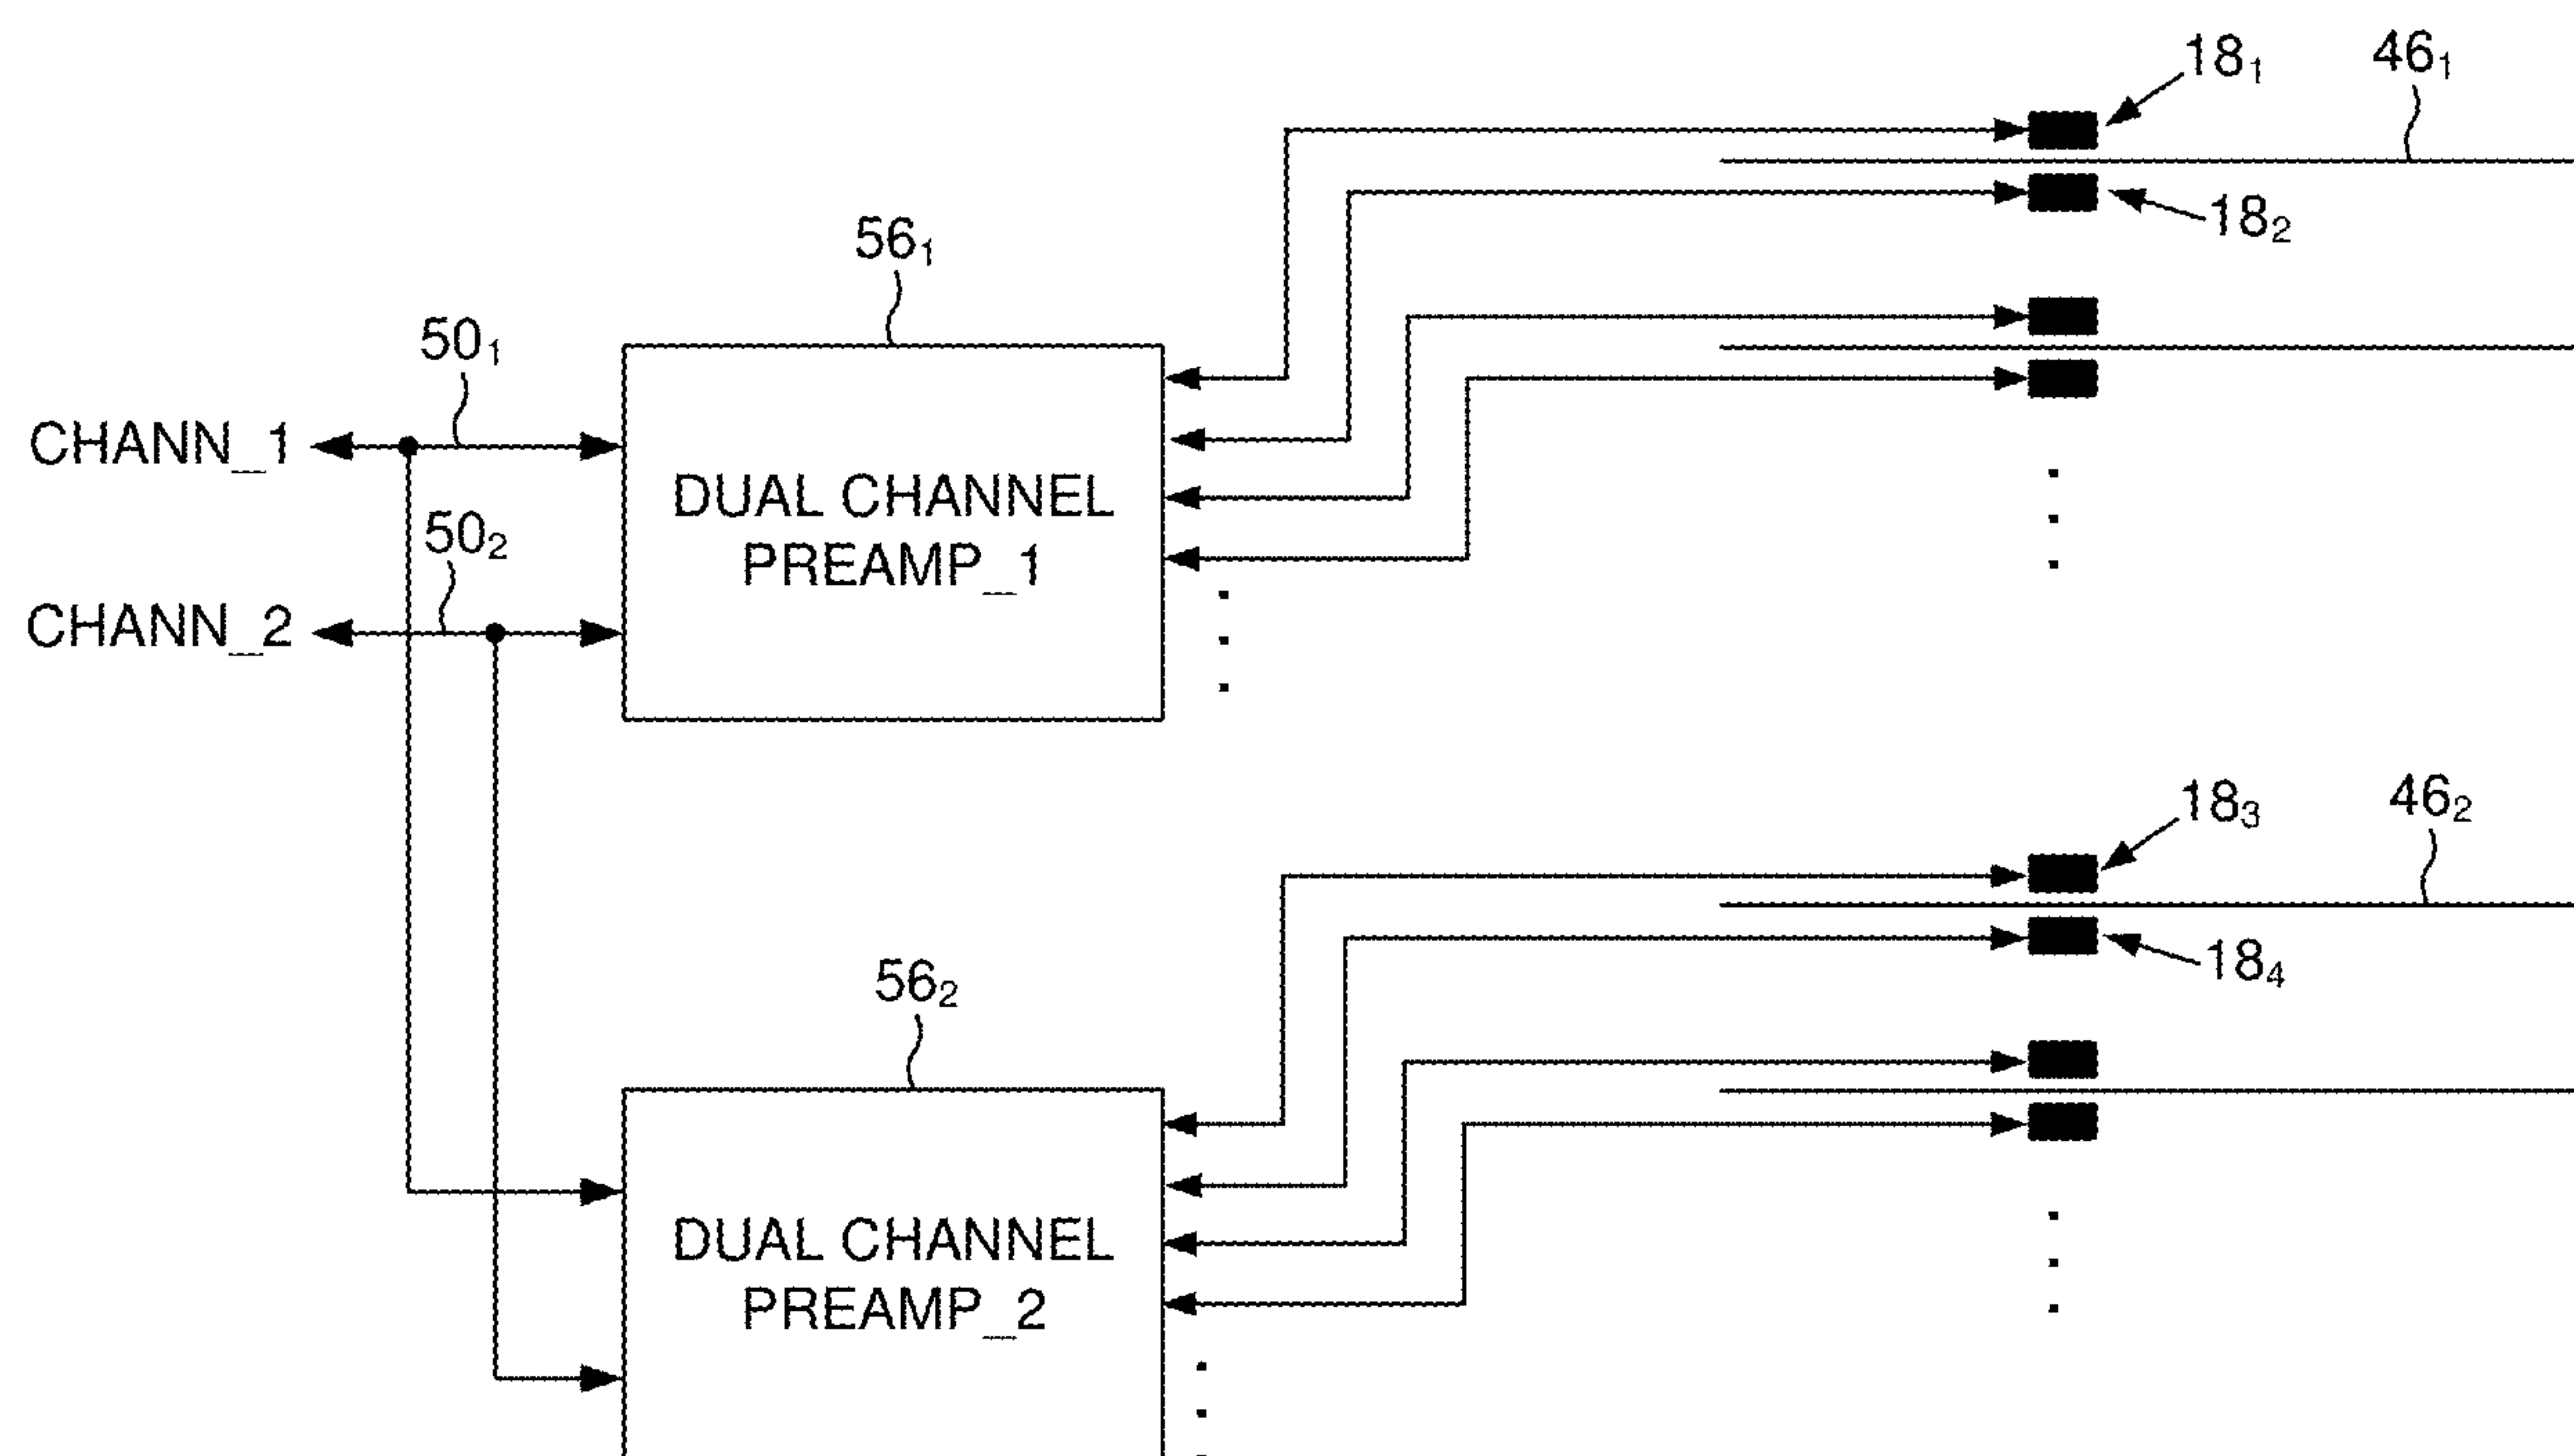 18₁
46₁
18₂
56₁
50₁
CHANN_1
DUAL CHANNEL
PREAMP_1
50₂
CHANN_2
18₃
46₂
18₄
56₂
DUAL CHANNEL
PREAMP_2